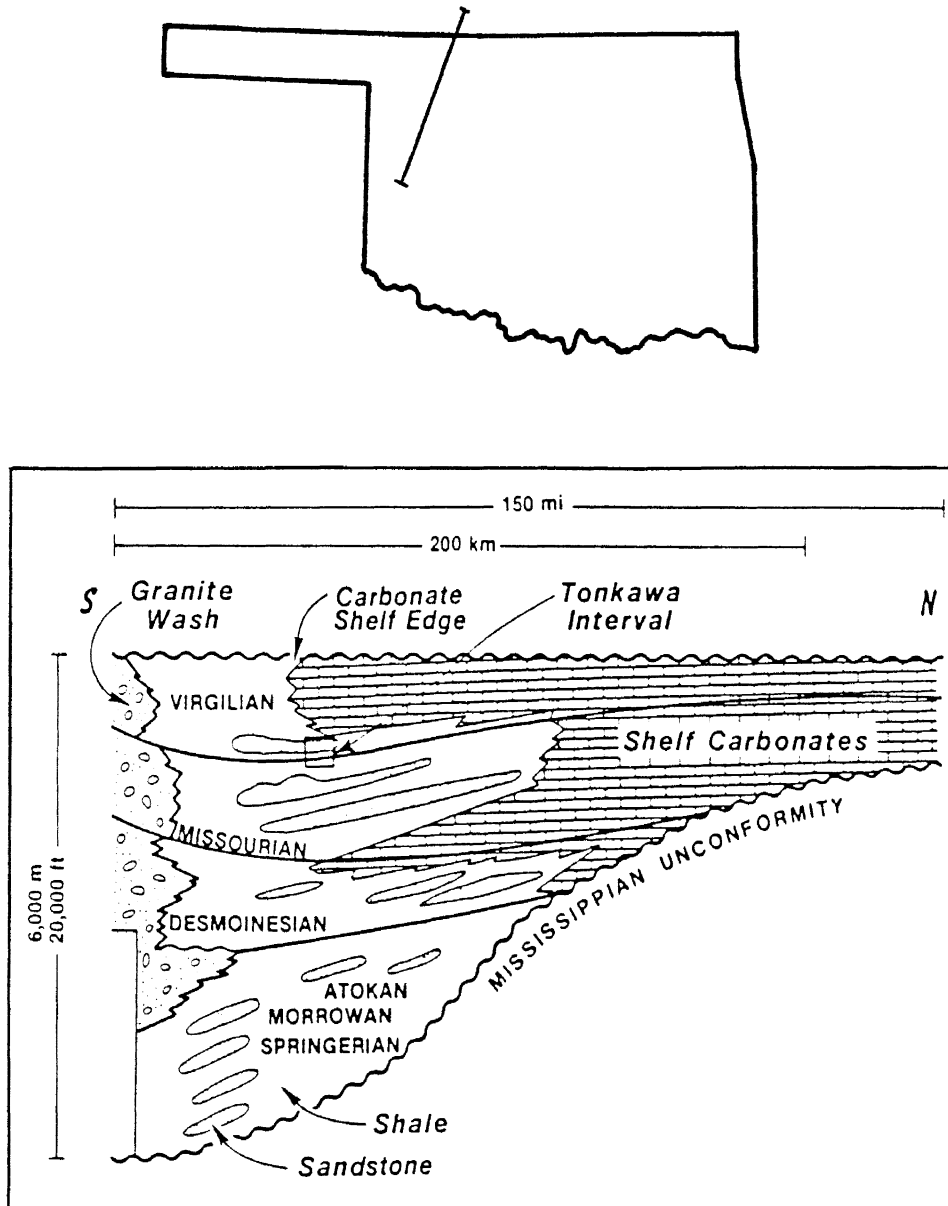 150 mi
200 km
S
Granite
Wash
Carbonate
Shelf Edge
Tonkawa
Interval
N
VIRGILIAN
Shelf Carbonates
MISSOURIAN
DESMOINESIAN
MISSISSIPPIAN UNCONFORMITY
6,000 m
20,000 ft
ATOKAN
MORROWAN
SPRINGERIAN
Shale
Sandstone